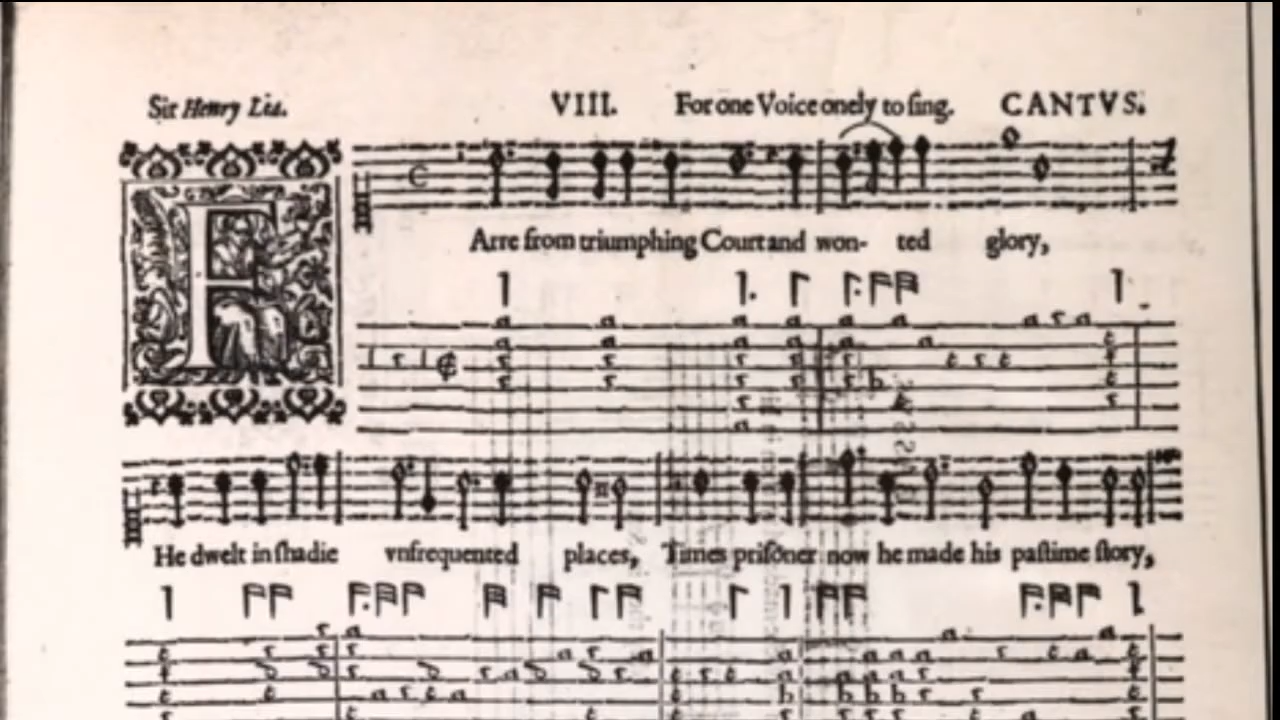 Sir Henry Lea. VIII. For one Voice onely to ſing. CANTVS.
FArre from triumphing Court and won- ted glory,
He dwelt in ſhadie vnfrequented places, Times priſoner now he made his paſtime ſtory,